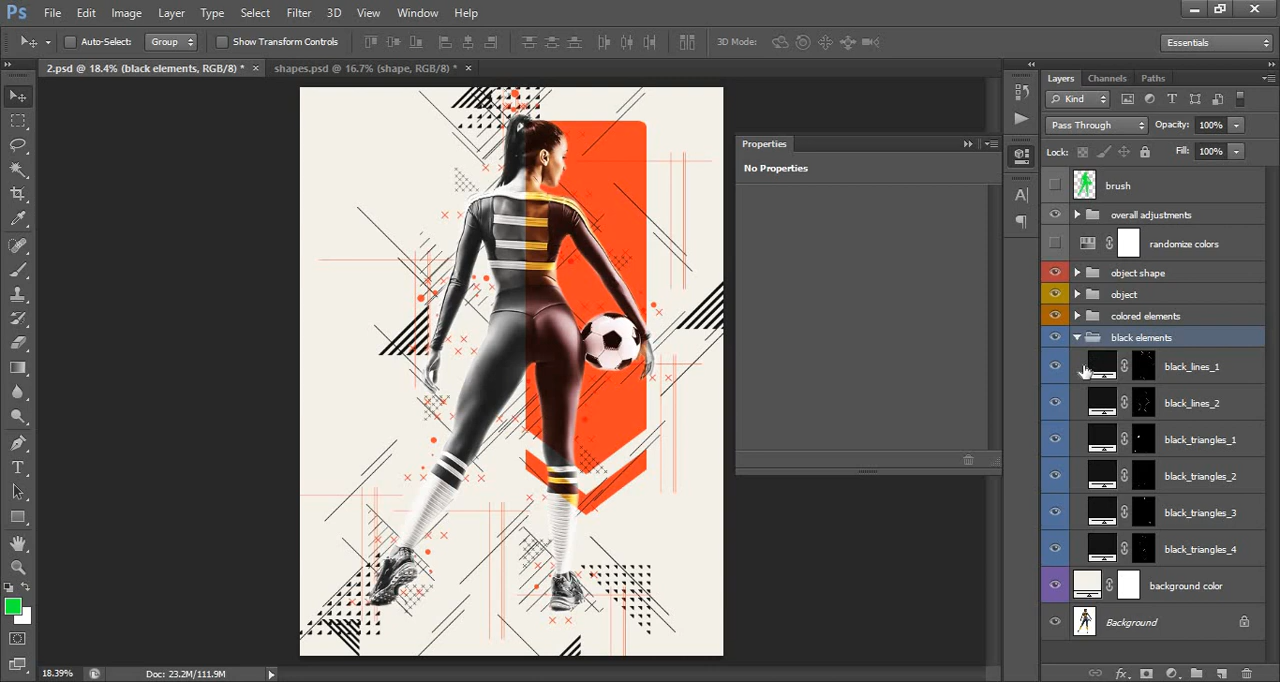 Ps File Edit Image Layer Type Select Filter 3D View Window Help
Auto-Select: Group Show Transform Controls 3D Mode: Essentials
2.psd @ 18.4% (black elements, RGB/8) * × shapes.psd @ 16.7% (shape, RGB/8) * ×
Layers Channels Paths
Kind
Pass Through Opacity: 100%
Lock: Fill: 100%
Properties
No Properties
brush
overall adjustments
randomize colors
object shape
object
colored elements
black elements
black_lines_1
black_lines_2
black_triangles_1
black_triangles_2
black_triangles_3
black_triangles_4
background color
Background
18.39% Doc: 23.2M/111.9M